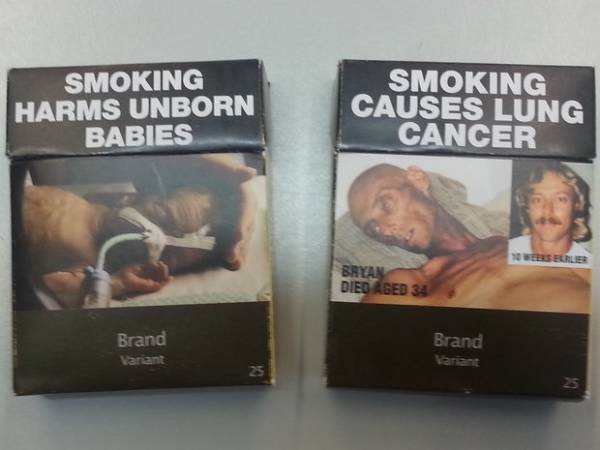 SMOKING
HARMS UNBORN
BABIES
Brand
Variant
25
SMOKING
CAUSES LUNG
CANCER
10 WEEKS EARLIER
BRYAN
DIED AGED 34
Brand
Variant
25